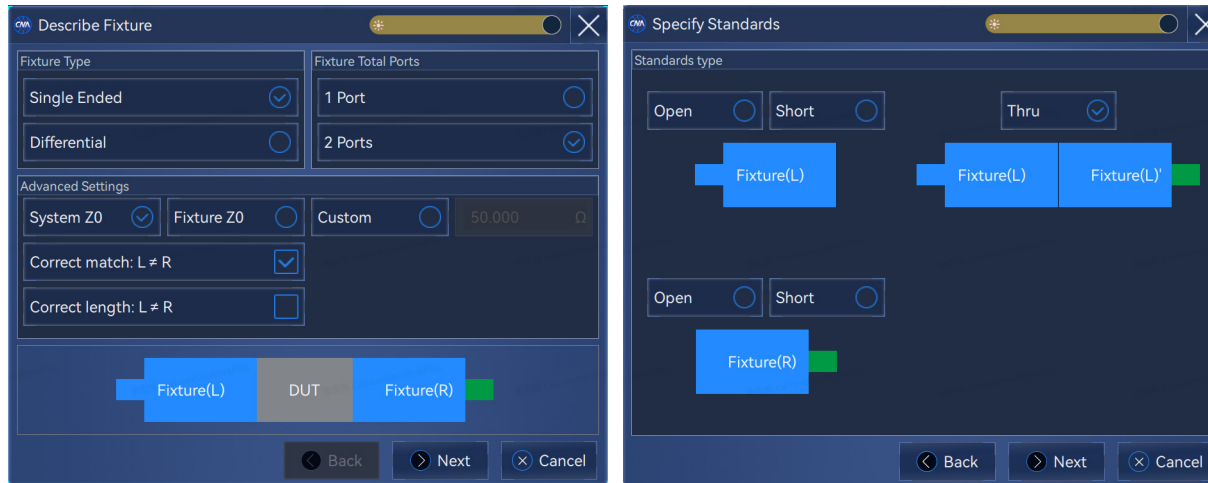 CNA Describe Fixture
Fixture Type
Fixture Total Ports
Single Ended
1 Port
Differential
2 Ports
Advanced Settings
System Z0
Fixture Z0
Custom
50.000 Ω
Correct match: L ≠ R
Correct length: L ≠ R
Fixture(L)
DUT
Fixture(R)
Back
Next
Cancel
CNA Specify Standards
Standards type
Open
Short
Thru
Fixture(L)
Fixture(L)
Fixture(L)'
Open
Short
Fixture(R)
Back
Next
Cancel